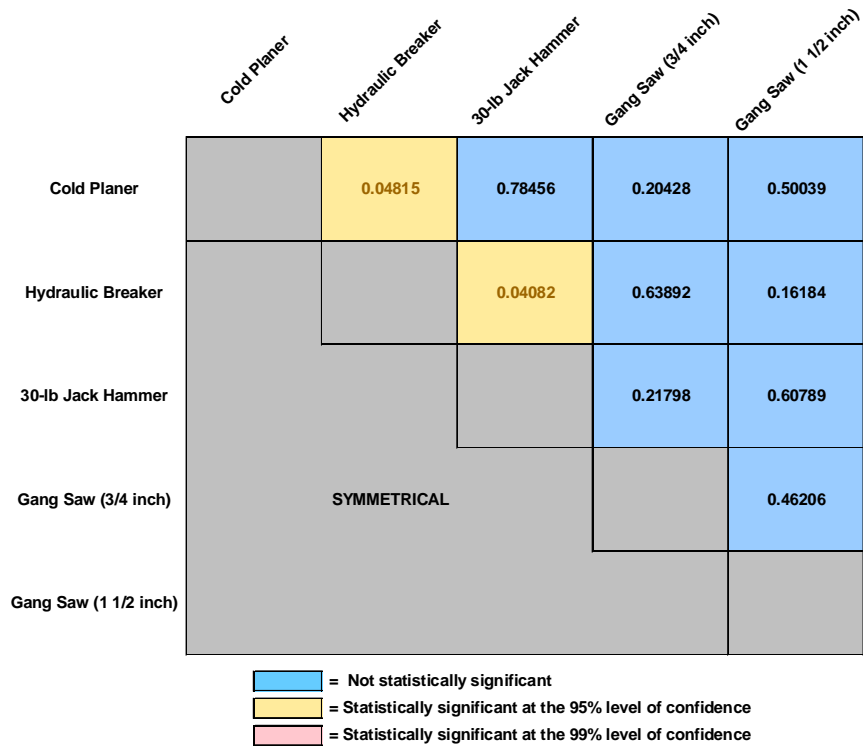 Cold Planer
Hydraulic Breaker
30-lb Jack Hammer
Gang Saw (3/4 inch)
Gang Saw (1 1/2 inch)
Cold Planer 0.04815 0.78456 0.20428 0.50039
Hydraulic Breaker 0.04082 0.63892 0.16184
30-lb Jack Hammer 0.21798 0.60789
Gang Saw (3/4 inch) SYMMETRICAL 0.46206
Gang Saw (1 1/2 inch)
= Not statistically significant
= Statistically significant at the 95% level of confidence
= Statistically significant at the 99% level of confidence